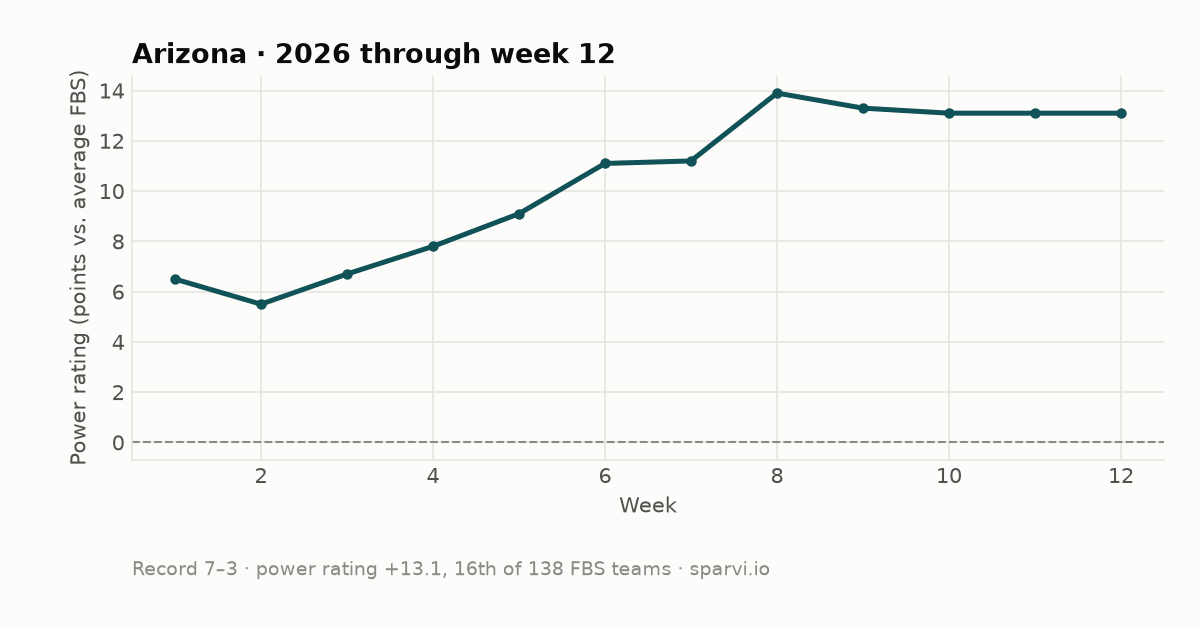 Arizona · 2026 through week 12
Power rating (points vs. average FBS)
14
12
10
8
6
4
2
0
2 4 6 8 10 12
Week
Record 7–3 · power rating +13.1, 16th of 138 FBS teams · sparvi.io